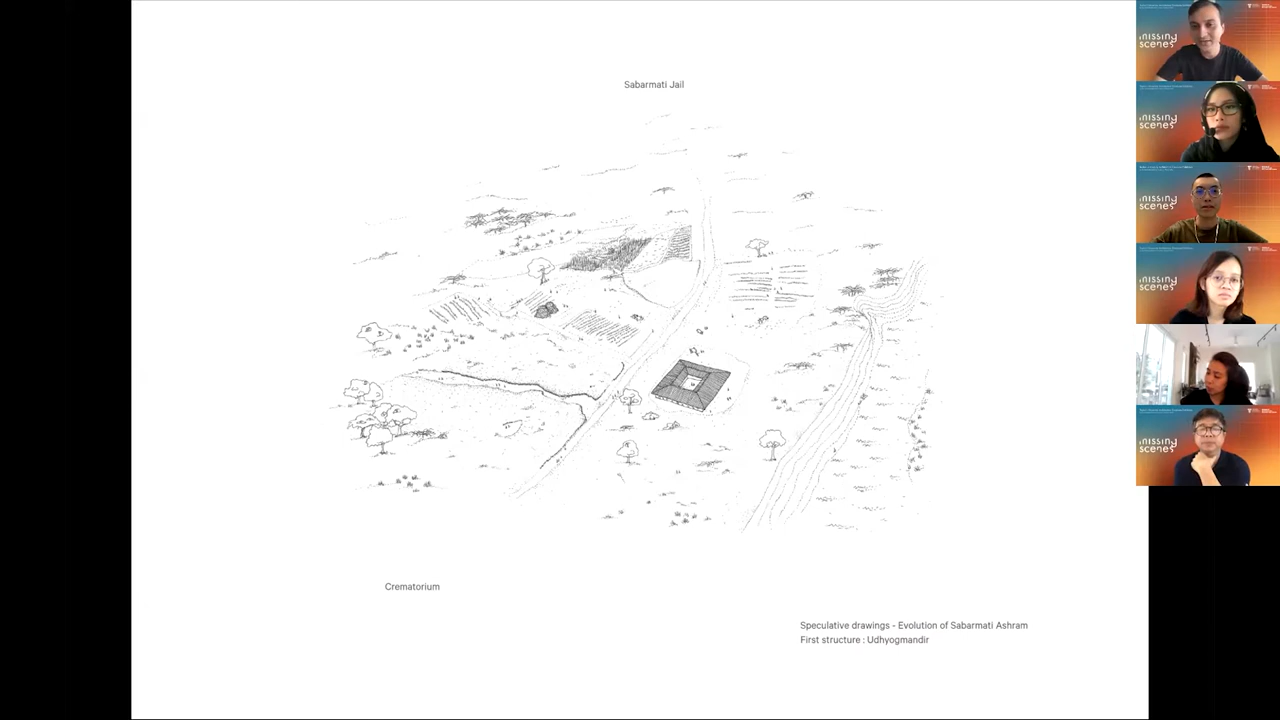 Sabarmati Jail
Crematorium
Speculative drawings - Evolution of Sabarmati Ashram
First structure : Udhyogmandir
missing
scenes
missing
scenes
missing
scenes
missing
scenes
missing
scenes